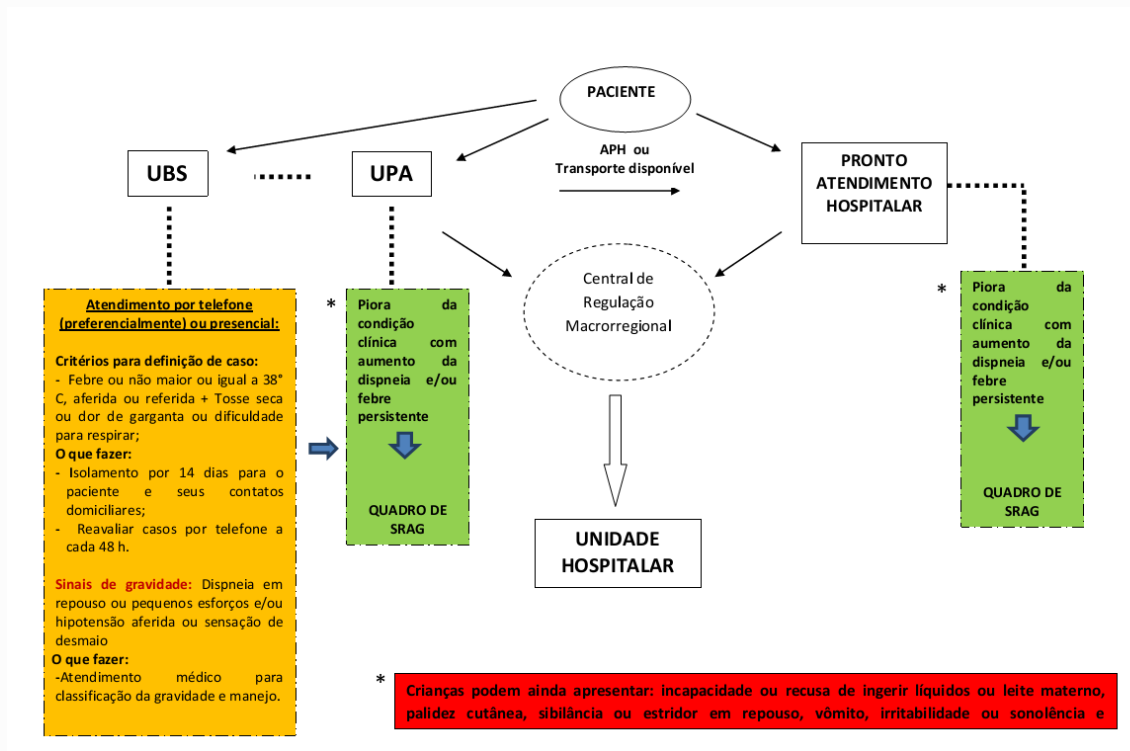 PACIENTE
APH ou
Transporte disponível
UBS
UPA
PRONTO
ATENDIMENTO
HOSPITALAR
Central de
Regulação
Macrorregional
Atendimento por telefone
(preferencialmente) ou presencial:
Critérios para definição de caso:
- Febre ou não maior ou igual a 38°
C, aferida ou referida + Tosse seca
ou dor de garganta ou dificuldade
para respirar;
O que fazer:
- Isolamento por 14 dias para o
paciente e seus contatos
domiciliares;
- Reavaliar casos por telefone a
cada 48 h.
Sinais de gravidade: Dispneia em
repouso ou pequenos esforços e/ou
hipotensão aferida ou sensação de
desmaio
O que fazer:
-Atendimento médico para
classificação da gravidade e manejo.
*
Piora da
condição
clínica com
aumento da
dispneia e/ou
febre
persistente
QUADRO DE
SRAG
*
Piora da
condição
clínica com
aumento da
dispneia e/ou
febre
persistente
QUADRO DE
SRAG
UNIDADE
HOSPITALAR
*
Crianças podem ainda apresentar: incapacidade ou recusa de ingerir líquidos ou leite materno,
palidez cutânea, sibilância ou estridor em repouso, vômito, irritabilidade ou sonolência e